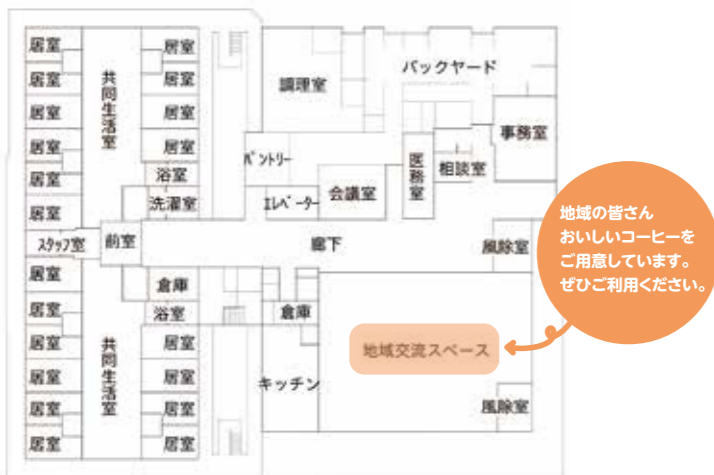 居室
居室
居室
居室
居室
居室
共同生活室
居室
居室
居室
居室
浴室
洗濯室
調理室
バックヤード
事務室
パントリー
医務室
相談室
エレベーター
会議室
地域の皆さん
おいしいコーヒーを
ご用意しています。
ぜひご利用ください。
スタッフ室
前室
廊下
風除室
居室
居室
居室
居室
居室
居室
共同生活室
倉庫
浴室
居室
居室
居室
居室
倉庫
地域交流スペース
キッチン
風除室